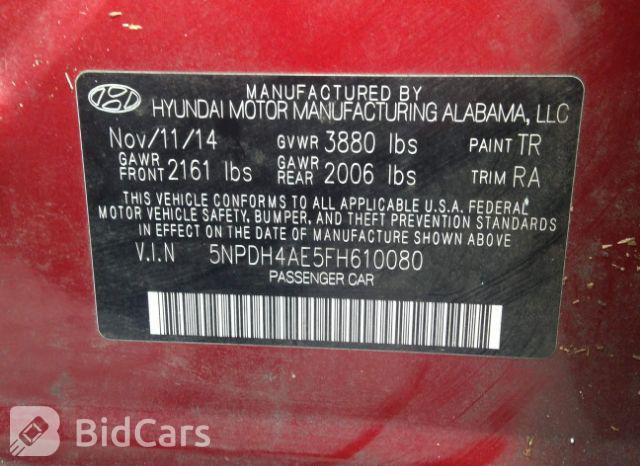 MANUFACTURED BY
HYUNDAI MOTOR MANUFACTURING ALABAMA, LLC
Nov/11/14 GVWR 3880 lbs PAINT TR
GAWR FRONT 2161 lbs GAWR REAR 2006 lbs TRIM RA
THIS VEHICLE CONFORMS TO ALL APPLICABLE U.S.A. FEDERAL
MOTOR VEHICLE SAFETY, BUMPER, AND THEFT PREVENTION STANDARDS
IN EFFECT ON THE DATE OF MANUFACTURE SHOWN ABOVE.
V.I.N 5NPDH4AE5FH610080
PASSENGER CAR
BidCars